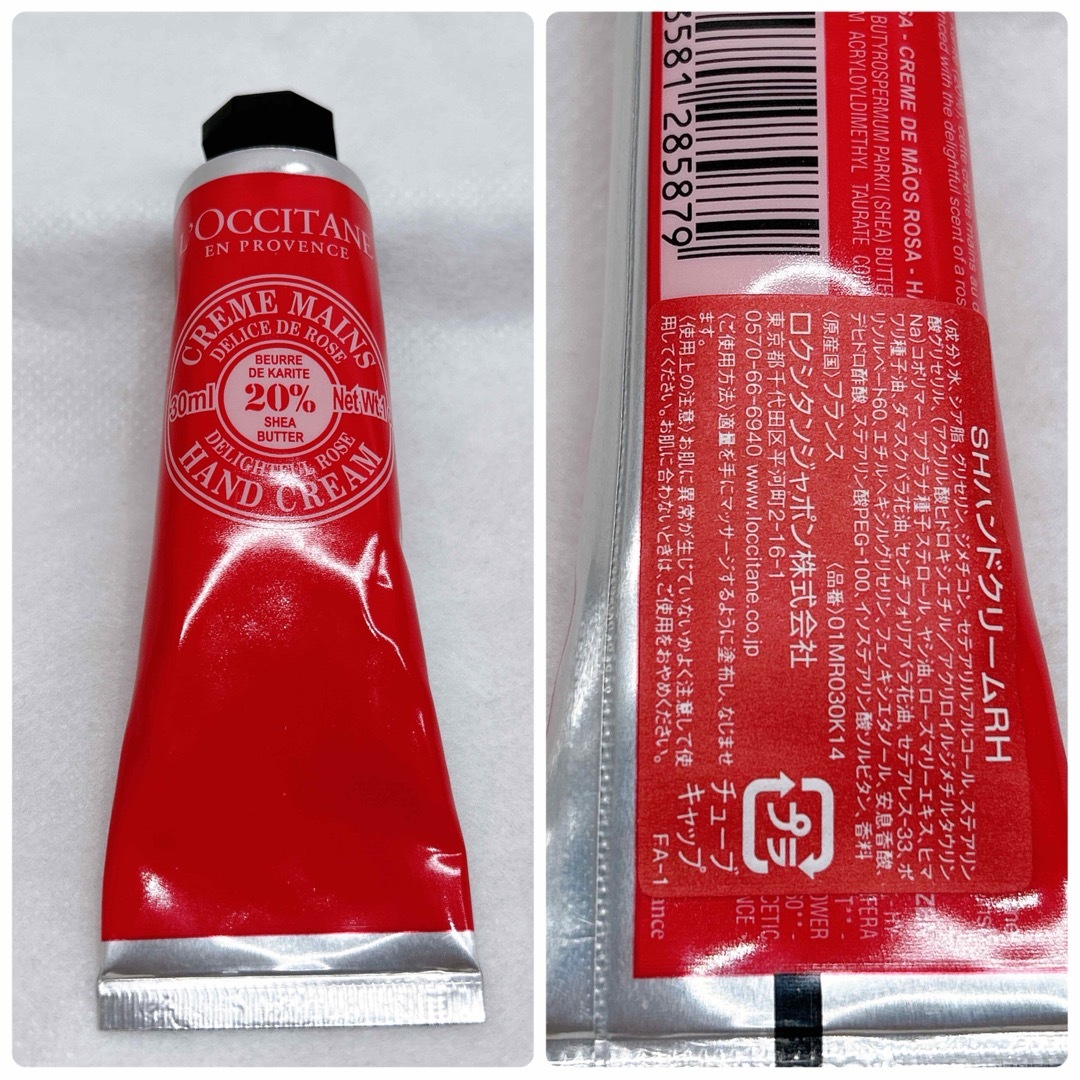 L'OCCITANE
EN PROVENCE
CREME MAINS
DELICE DE ROSE
BEURRE
DE KARITE
20%
SHEA
BUTTER
30ml
Net Wt.
DELIGHTFUL ROSE
HAND CREAM
3581 285879
SA - CREME DE MÃOS ROSA - HA
BUTYROSPERMUM PARKII (SHEA) BUTTE
ACRYLOYLDIMETHYL TAURATE
with the delightful scent of a ros
SHハンドクリームRH
〈成分〉水、シア脂、グリセリン、ジメチコン、セテアリルアルコール、ステアリン
酸グリセリル、(アクリル酸ヒドロキシエチル/アクリロイルジメチルタウリン
Na)コポリマー、アブラナ種子ステロール、ヤシ油、ローズマリーエキス、ヒマ
ワリ種子油、ダマスクバラ花油、センチフォリアバラ花油、セテアレス-33、ポ
リソルベート60、エチルヘキシルグリセリン、フェノキシエタノール、安息香酸、
デヒドロ酢酸、ステアリン酸PEG-100、イソステアリン酸ソルビタン、香料
〈原産国〉フランス 〈品番〉01MR030K14
ロクシタンジャポン株式会社
東京都千代田区平河町2-16-1
0570-66-6940 www.loccitane.co.jp
〈ご使用方法〉適量を手にマッサージするように塗布し、なじませ
ます。
〈使用上の注意〉お肌に異常が生じていないかよく注意して使
用してください。お肌に合わないときは、ご使用をおやめください。
プラ
チューブ
キャップ
FA-1
OWER
CETIC